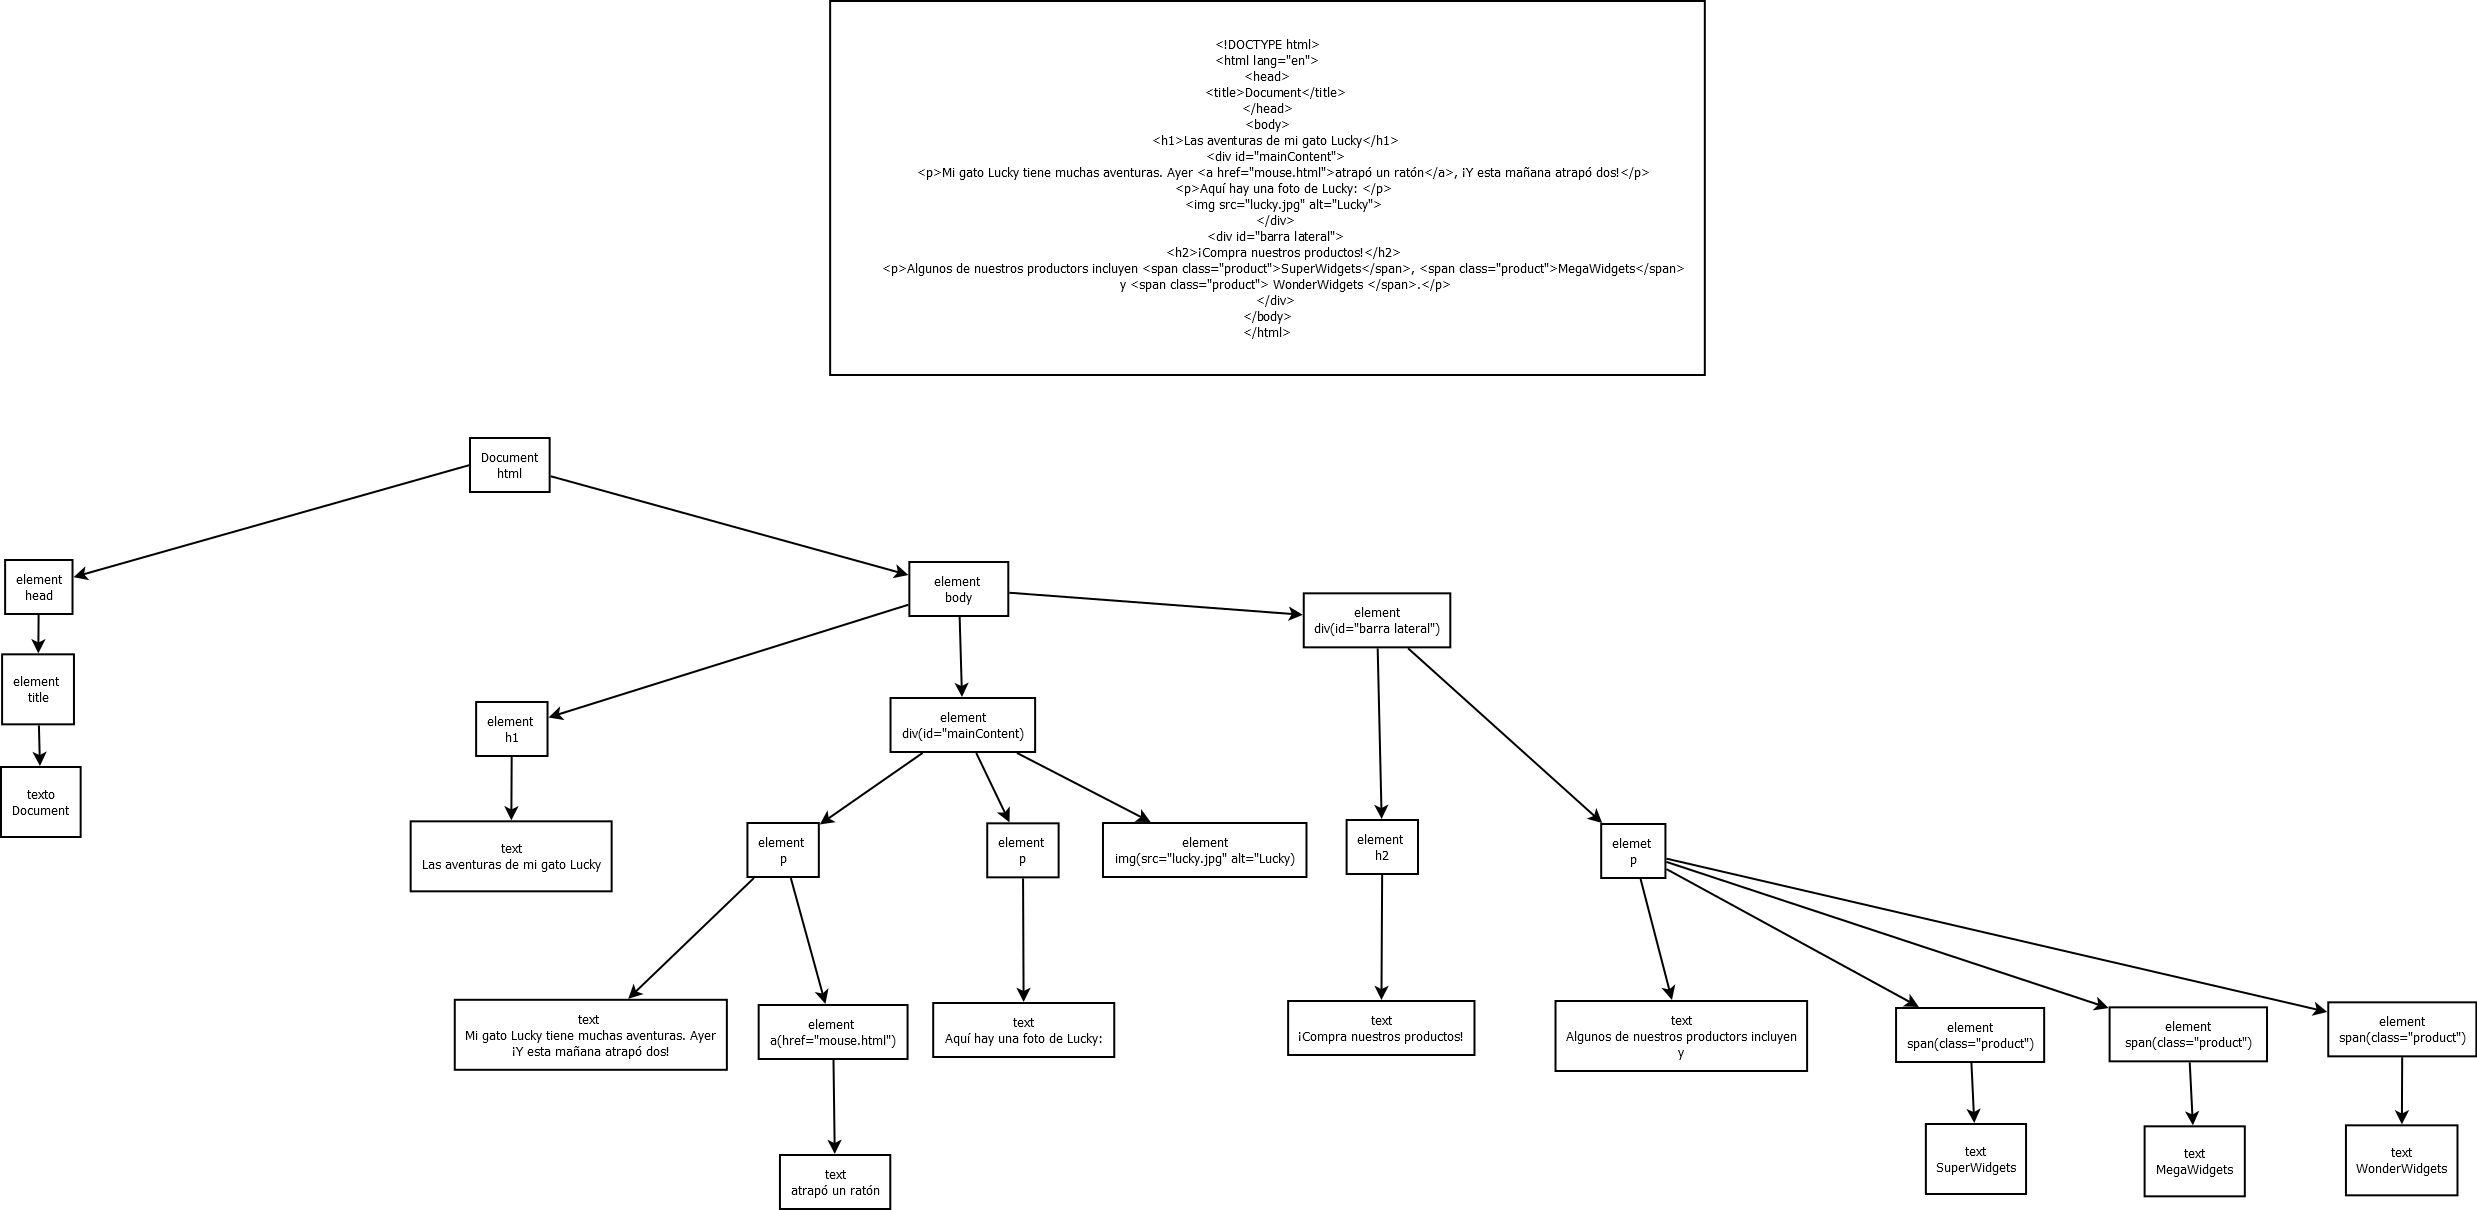 <!DOCTYPE html>
<html lang="en">
<head>
<title>Document</title>
</head>
<body>
<h1>Las aventuras de mi gato Lucky</h1>
<div id="mainContent">
<p>Mi gato Lucky tiene muchas aventuras. Ayer <a href="mouse.html">atrapó un ratón</a>, ¡Y esta mañana atrapó dos!</p>
<p>Aquí hay una foto de Lucky: </p>
<img src="lucky.jpg" alt="Lucky">
</div>
<div id="barra lateral">
<h2>¡Compra nuestros productos!</h2>
<p>Algunos de nuestros productors incluyen <span class="product">SuperWidgets</span>, <span class="product">MegaWidgets</span>
y <span class="product"> WonderWidgets </span>.</p>
</div>
</body>
</html>
Document
html
element
head
element
body
element
div(id="barra lateral")
element
title
element
h1
element
div(id="mainContent)
texto
Document
text
Las aventuras de mi gato Lucky
element
p
element
p
element
img(src="lucky.jpg" alt="Lucky)
element
h2
elemet
p
text
Mi gato Lucky tiene muchas aventuras. Ayer
¡Y esta mañana atrapó dos!
element
a(href="mouse.html")
text
Aquí hay una foto de Lucky:
text
¡Compra nuestros productos!
text
Algunos de nuestros productors incluyen
y
element
span(class="product")
element
span(class="product")
element
span(class="product")
text
atrapó un ratón
text
SuperWidgets
text
MegaWidgets
text
WonderWidgets